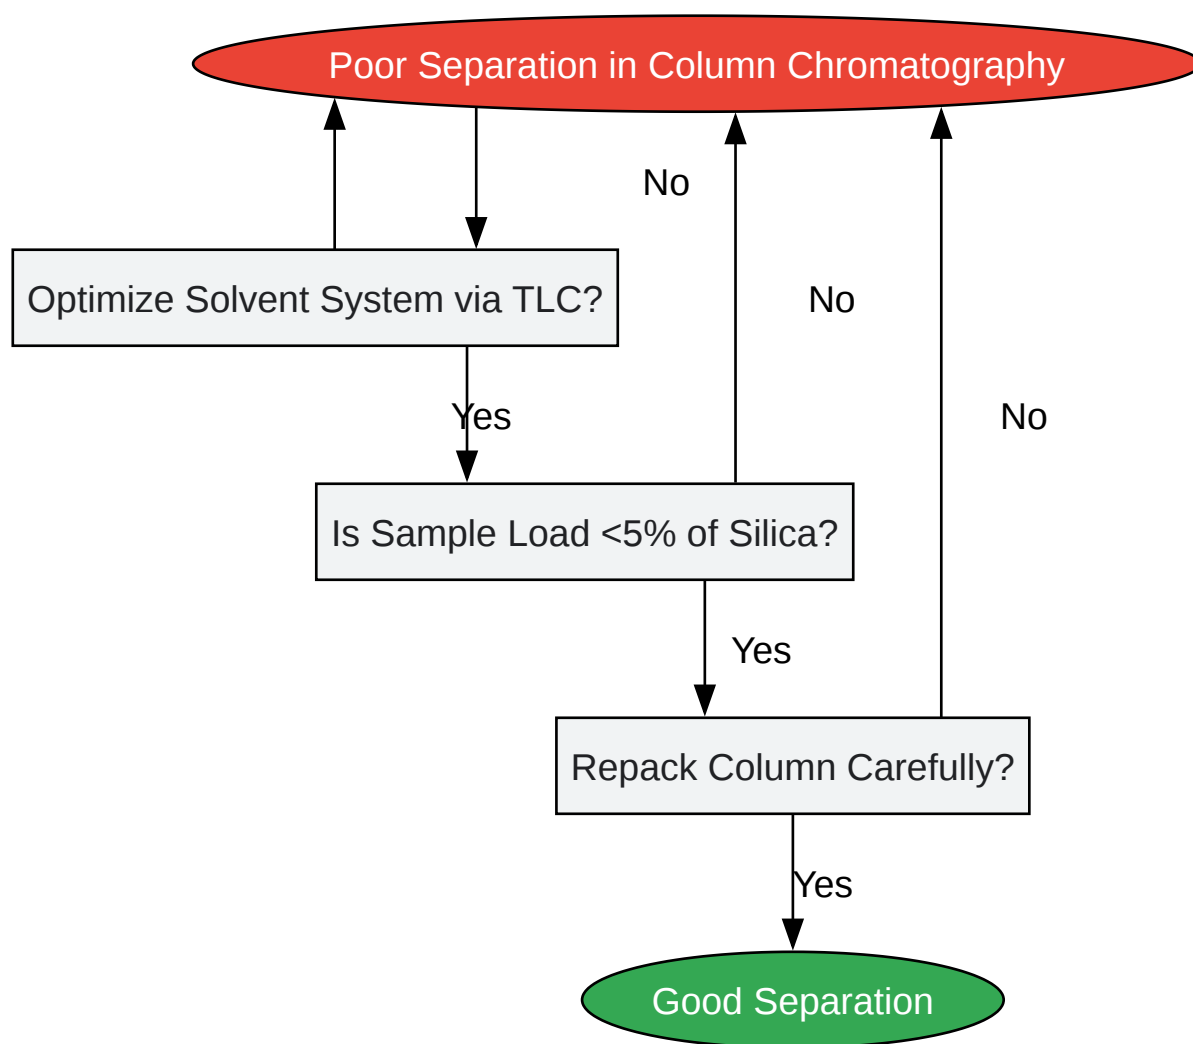 Poor Separation in Column Chromatography
No
Optimize Solvent System via TLC?
No
Yes
No
Is Sample Load <5% of Silica?
Yes
Repack Column Carefully?
Yes
Good Separation